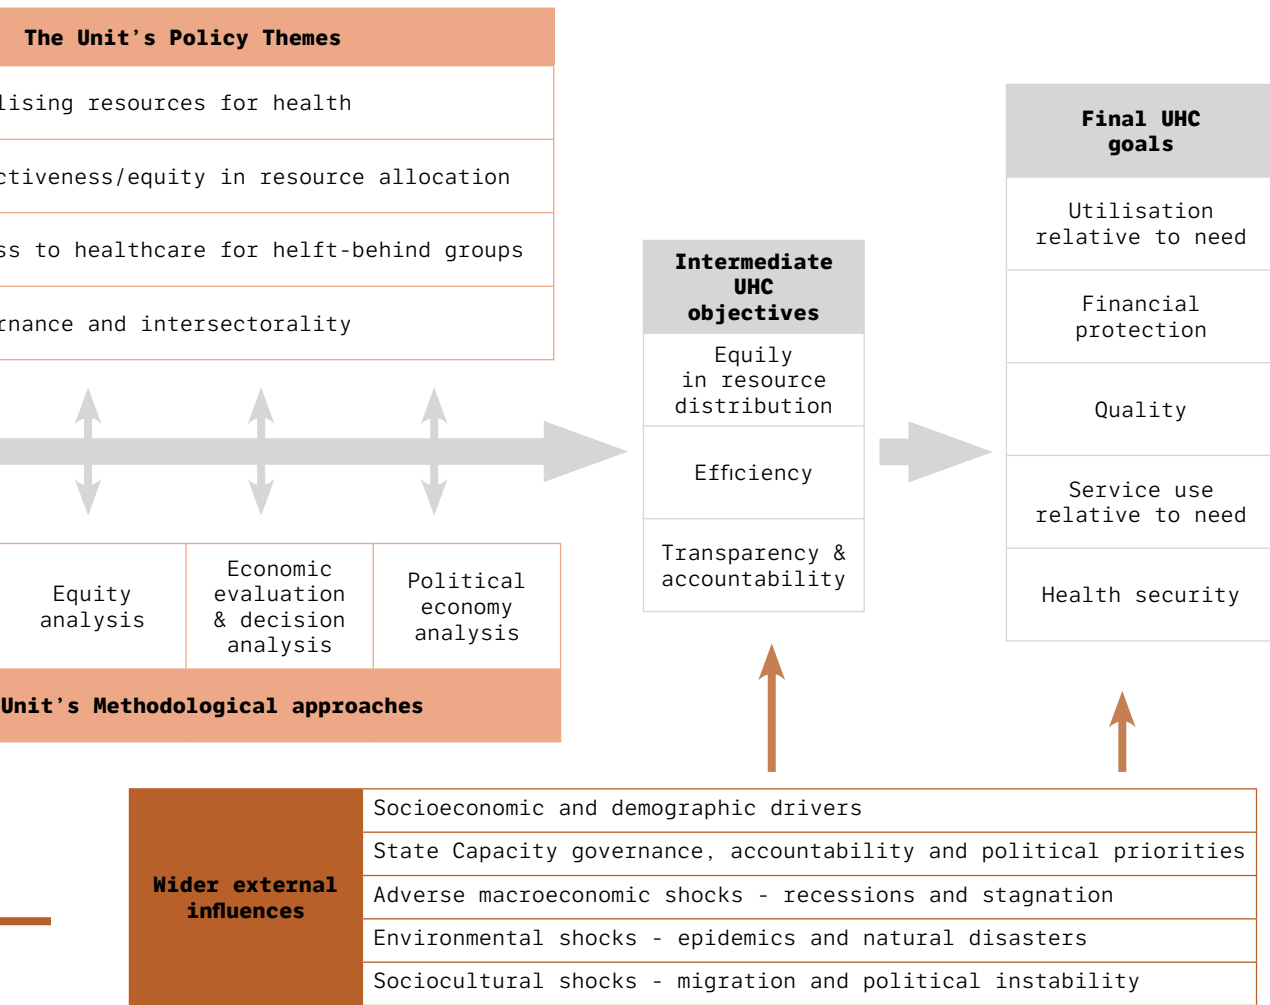 The Unit's Policy Themes
lising resources for health
ctiveness/equity in resource allocation
ss to healthcare for helft-behind groups
rnance and intersectorality
Equity
analysis
Economic
evaluation
& decision
analysis
Political
economy
analysis
Unit's Methodological approaches
Intermediate
UHC
objectives
Equily
in resource
distribution
Efficiency
Transparency &
accountability
Final UHC
goals
Utilisation
relative to need
Financial
protection
Quality
Service use
relative to need
Health security
Wider external
influences
Socioeconomic and demographic drivers
State Capacity governance, accountability and political priorities
Adverse macroeconomic shocks - recessions and stagnation
Environmental shocks - epidemics and natural disasters
Sociocultural shocks - migration and political instability